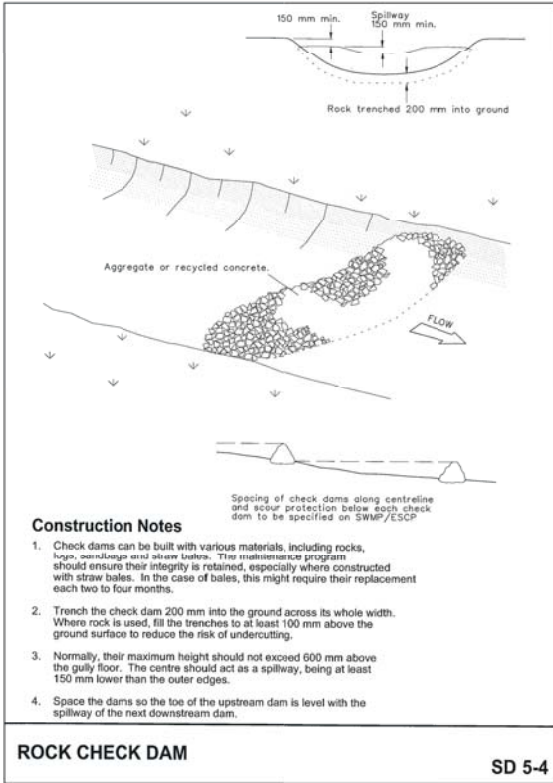 150 mm min.
Spillway
150 mm min.
Rock trenched 200 mm into ground
Aggregate or recycled concrete.
FLOW
Spacing of check dams along centreline
and scour protection below each check
dam to be specified on SWMP/ESCP
Construction Notes
1. Check dams can be built with various materials, including rocks,
logs, sandbags and straw bales. The maintenance program
should ensure their integrity is retained, especially where constructed
with straw bales. In the case of bales, this might require their replacement
each two to four months.
2. Trench the check dam 200 mm into the ground across its whole width.
Where rock is used, fill the trenches to at least 100 mm above the
ground surface to reduce the risk of undercutting.
3. Normally, their maximum height should not exceed 600 mm above
the gully floor. The centre should act as a spillway, being at least
150 mm lower than the outer edges.
4. Space the dams so the toe of the upstream dam is level with the
spillway of the next downstream dam.
ROCK CHECK DAM
SD 5-4